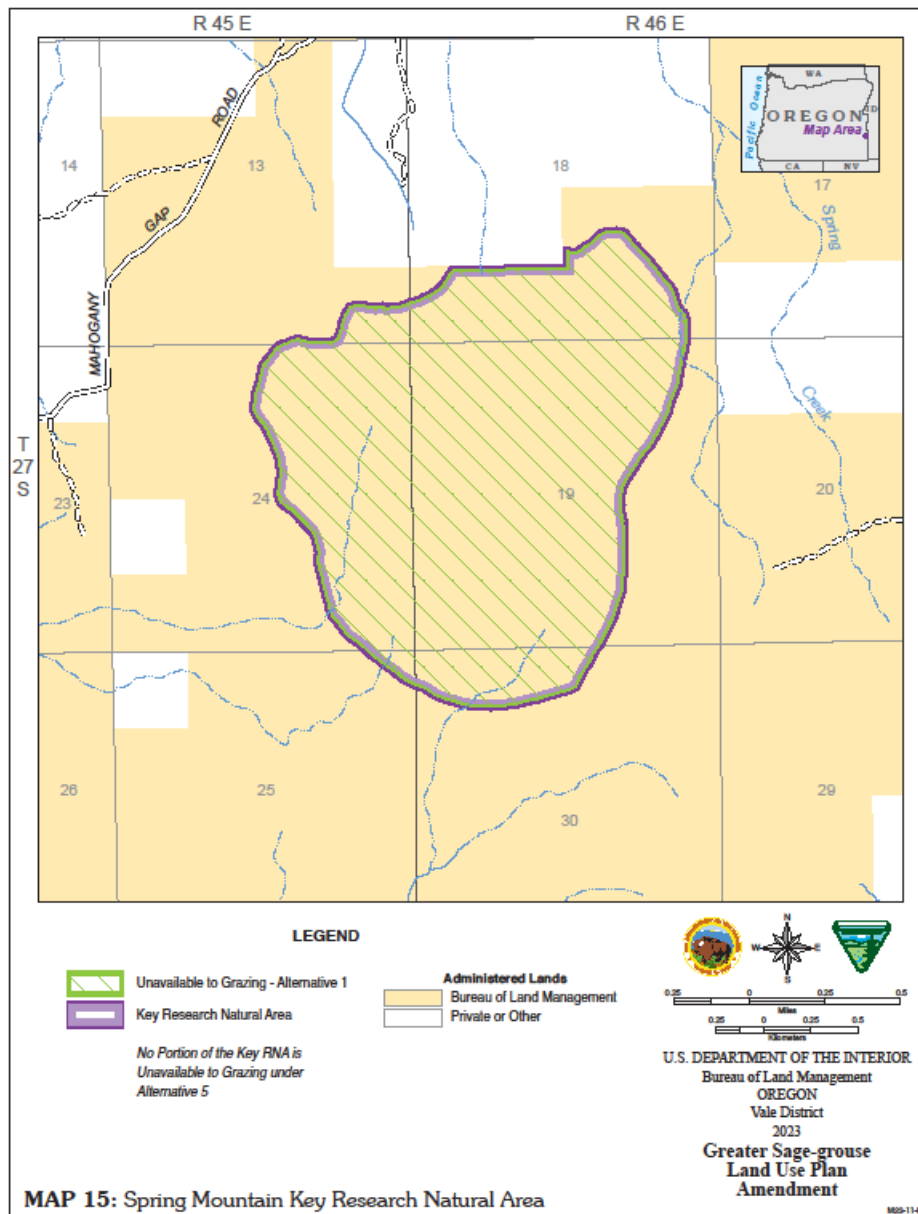 R 45 E
R 46 E
WA
Pacific Ocean
OREGON
ID
Map Area
CA
NV
14
13
18
17
ROAD
GAP
MAHOGANY
Spring
Creek
T
27
S
23
24
19
20
26
25
30
29
LEGEND
Unavailable to Grazing - Alternative 1
Key Research Natural Area
No Portion of the Key RNA is
Unavailable to Grazing under
Alternative 5
Administered Lands
Bureau of Land Management
Private or Other
N
W
E
S
0.25 0 0.25 0.5
Miles
0.25 0 0.25 0.5
Kilometers
U.S. DEPARTMENT OF THE INTERIOR
Bureau of Land Management
OREGON
Vale District
2023
Greater Sage-grouse
Land Use Plan
Amendment
MAP 15: Spring Mountain Key Research Natural Area